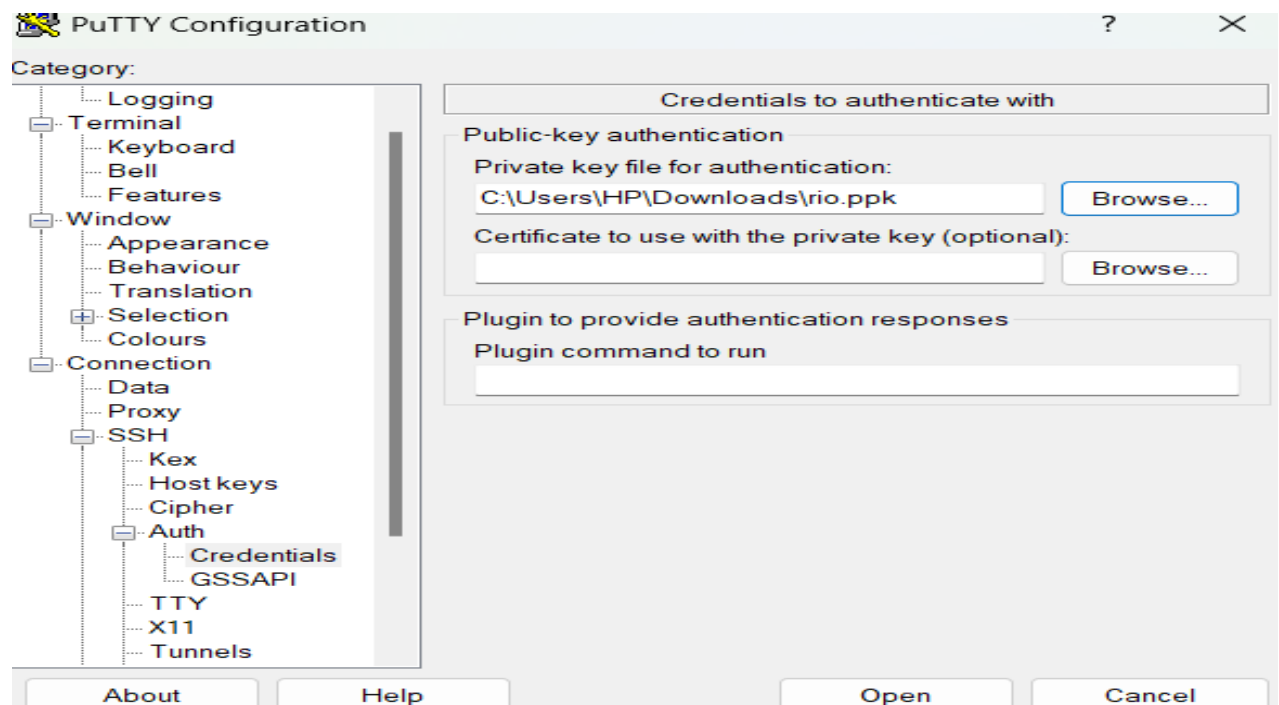 PuTTY Configuration
?
Category:
Logging
Terminal
Keyboard
Bell
Features
Window
Appearance
Behaviour
Translation
Selection
Colours
Connection
Data
Proxy
SSH
Kex
Host keys
Cipher
Auth
Credentials
GSSAPI
TTY
X11
Tunnels
Credentials to authenticate with
Public-key authentication
Private key file for authentication:
C:\Users\HP\Downloads\rio.ppk
Browse...
Certificate to use with the private key (optional):
Browse...
Plugin to provide authentication responses
Plugin command to run
About
Help
Open
Cancel